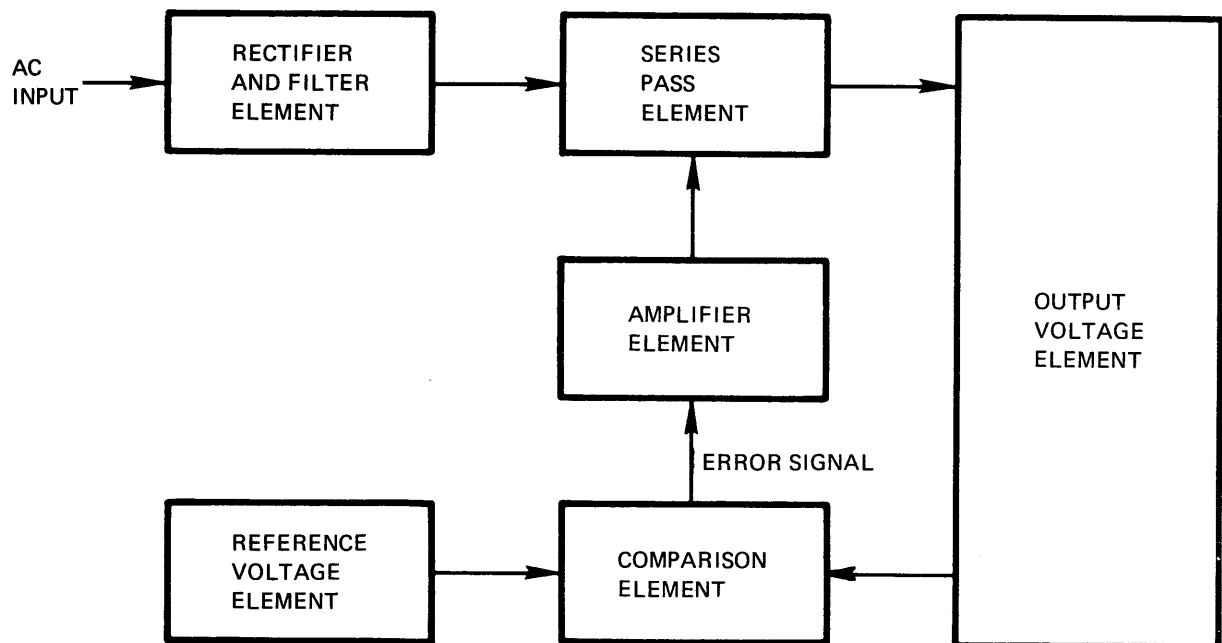 AC
INPUT
RECTIFIER
AND FILTER
ELEMENT
SERIES
PASS
ELEMENT
AMPLIFIER
ELEMENT
OUTPUT
VOLTAGE
ELEMENT
ERROR SIGNAL
REFERENCE
VOLTAGE
ELEMENT
COMPARISON
ELEMENT